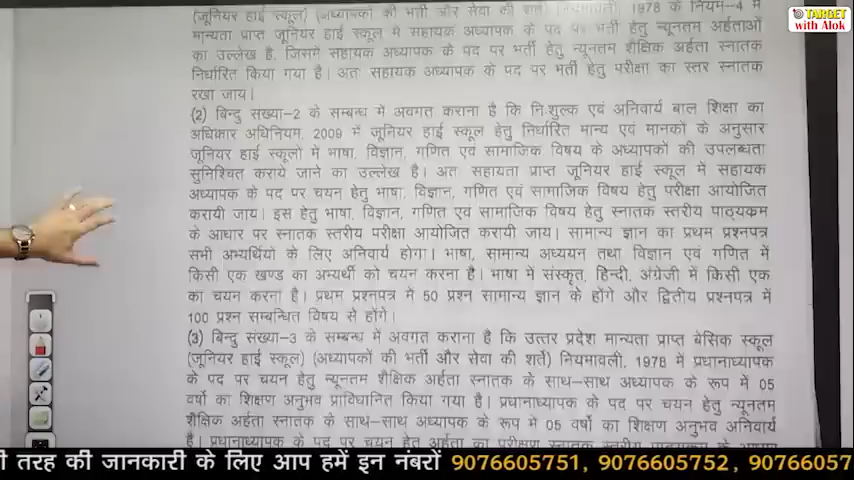 (जूनियर हाई स्कूल) (अध्यापकों की भर्ती और सेवा की शर्तें) नियमावली, 1978 के नियम-4 में
मान्यता प्राप्त जूनियर हाई स्कूल में सहायक अध्यापक के पद पर भर्ती हेतु न्यूनतम अर्हताओं
का उल्लेख है, जिसमें सहायक अध्यापक के पद पर भर्ती हेतु न्यूनतम शैक्षिक अर्हता स्नातक
निर्धारित किया गया है। अतः सहायक अध्यापक के पद पर भर्ती हेतु परीक्षा का स्तर स्नातक
रखा जाय।
(2) बिन्दु संख्या-2 के सम्बन्ध में अवगत कराना है कि निःशुल्क एवं अनिवार्य बाल शिक्षा का
अधिकार अधिनियम, 2009 में जूनियर हाई स्कूल हेतु निर्धारित मान्य एवं मानकों के अनुसार
जूनियर हाई स्कूलों में भाषा, विज्ञान, गणित एवं सामाजिक विषय के अध्यापकों की उपलब्धता
सुनिश्चित कराये जाने का उल्लेख है। अतः सहायता प्राप्त जूनियर हाई स्कूल में सहायक
अध्यापक के पद पर चयन हेतु भाषा, विज्ञान, गणित एवं सामाजिक विषय हेतु परीक्षा आयोजित
करायी जाय। इस हेतु भाषा, विज्ञान, गणित एवं सामाजिक विषय हेतु स्नातक स्तरीय पाठ्यक्रम
के आधार पर स्नातक स्तरीय परीक्षा आयोजित करायी जाय। सामान्य ज्ञान का प्रथम प्रश्नपत्र
सभी अभ्यर्थियों के लिए अनिवार्य होगा। भाषा, सामान्य अध्ययन तथा विज्ञान एवं गणित में
किसी एक खण्ड का अभ्यर्थी को चयन करना है। भाषा में संस्कृत, हिन्दी, अंग्रेजी में किसी एक
का चयन करना है। प्रथम प्रश्नपत्र में 50 प्रश्न सामान्य ज्ञान के होंगे और द्वितीय प्रश्नपत्र में
100 प्रश्न सम्बन्धित विषय से होंगे।
(3) बिन्दु संख्या-3 के सम्बन्ध में अवगत कराना है कि उत्तर प्रदेश मान्यता प्राप्त बेसिक स्कूल
(जूनियर हाई स्कूल) (अध्यापकों की भर्ती और सेवा की शर्तें) नियमावली, 1978 में प्रधानाध्यापक
के पद पर चयन हेतु न्यूनतम शैक्षिक अर्हता स्नातक के साथ-साथ अध्यापक के रूप में 05
वर्षों का शिक्षण अनुभव प्राविधानित किया गया है। प्रधानाध्यापक के पद पर चयन हेतु न्यूनतम
शैक्षिक अर्हता स्नातक के साथ-साथ अध्यापक के रूप में 05 वर्षों का शिक्षण अनुभव अनिवार्य
है। प्रधानाध्यापक के पद पर चयन हेतु अर्हता का परीक्षण स्नातक स्तरीय पाठ्यक्रम के आधार
TARGET
with Alok
ी तरह की जानकारी के लिए आप हमें इन नंबरों 9076605751, 9076605752, 90766057